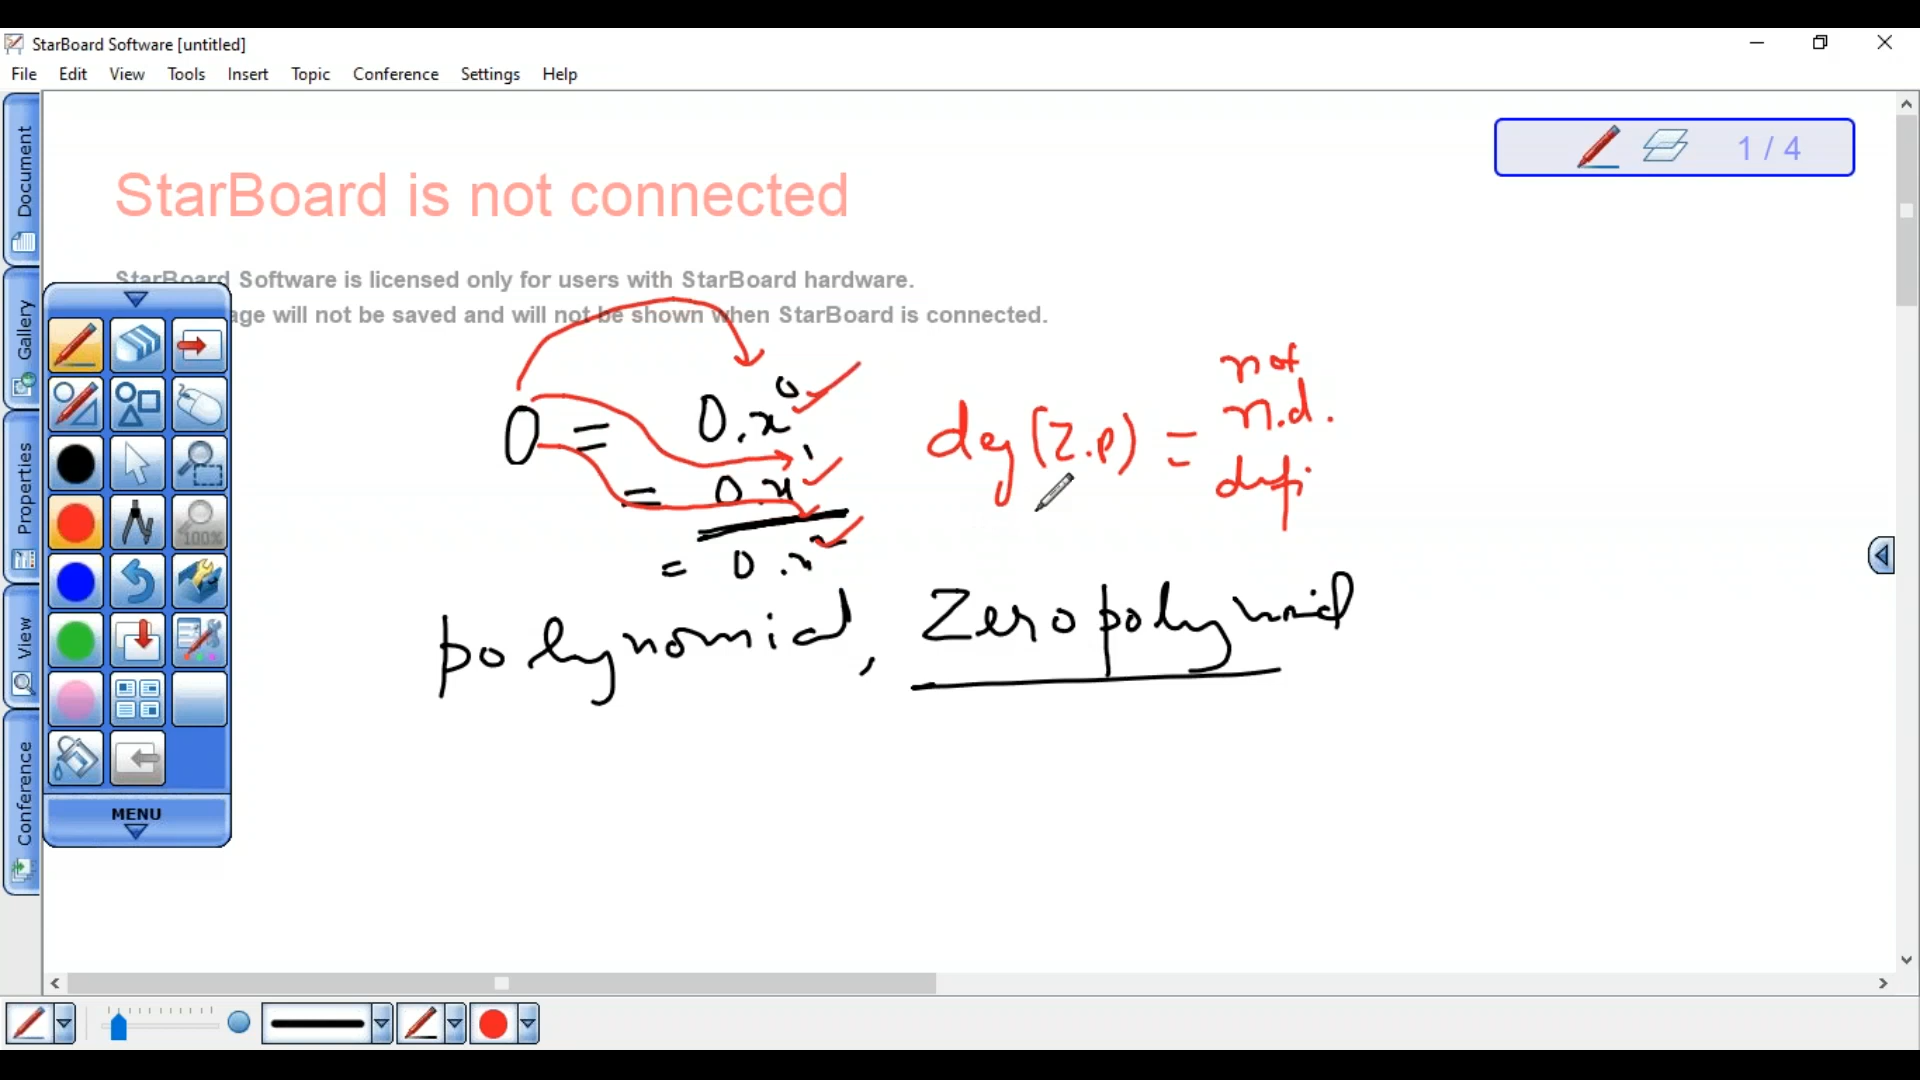 StarBoard Software [untitled]
File Edit View Tools Insert Topic Conference Settings Help
Document
Gallery
Properties
View
Conference
1 / 4
StarBoard is not connected
StarBoard Software is licensed only for users with StarBoard hardware.
age will not be saved and will not be shown when StarBoard is connected.
0 = 0.x⁰
= 0.x¹
= 0.x²
deg (Z.P) = n.d.
not
defi
polynomial, Zero polynomial
100%
MENU